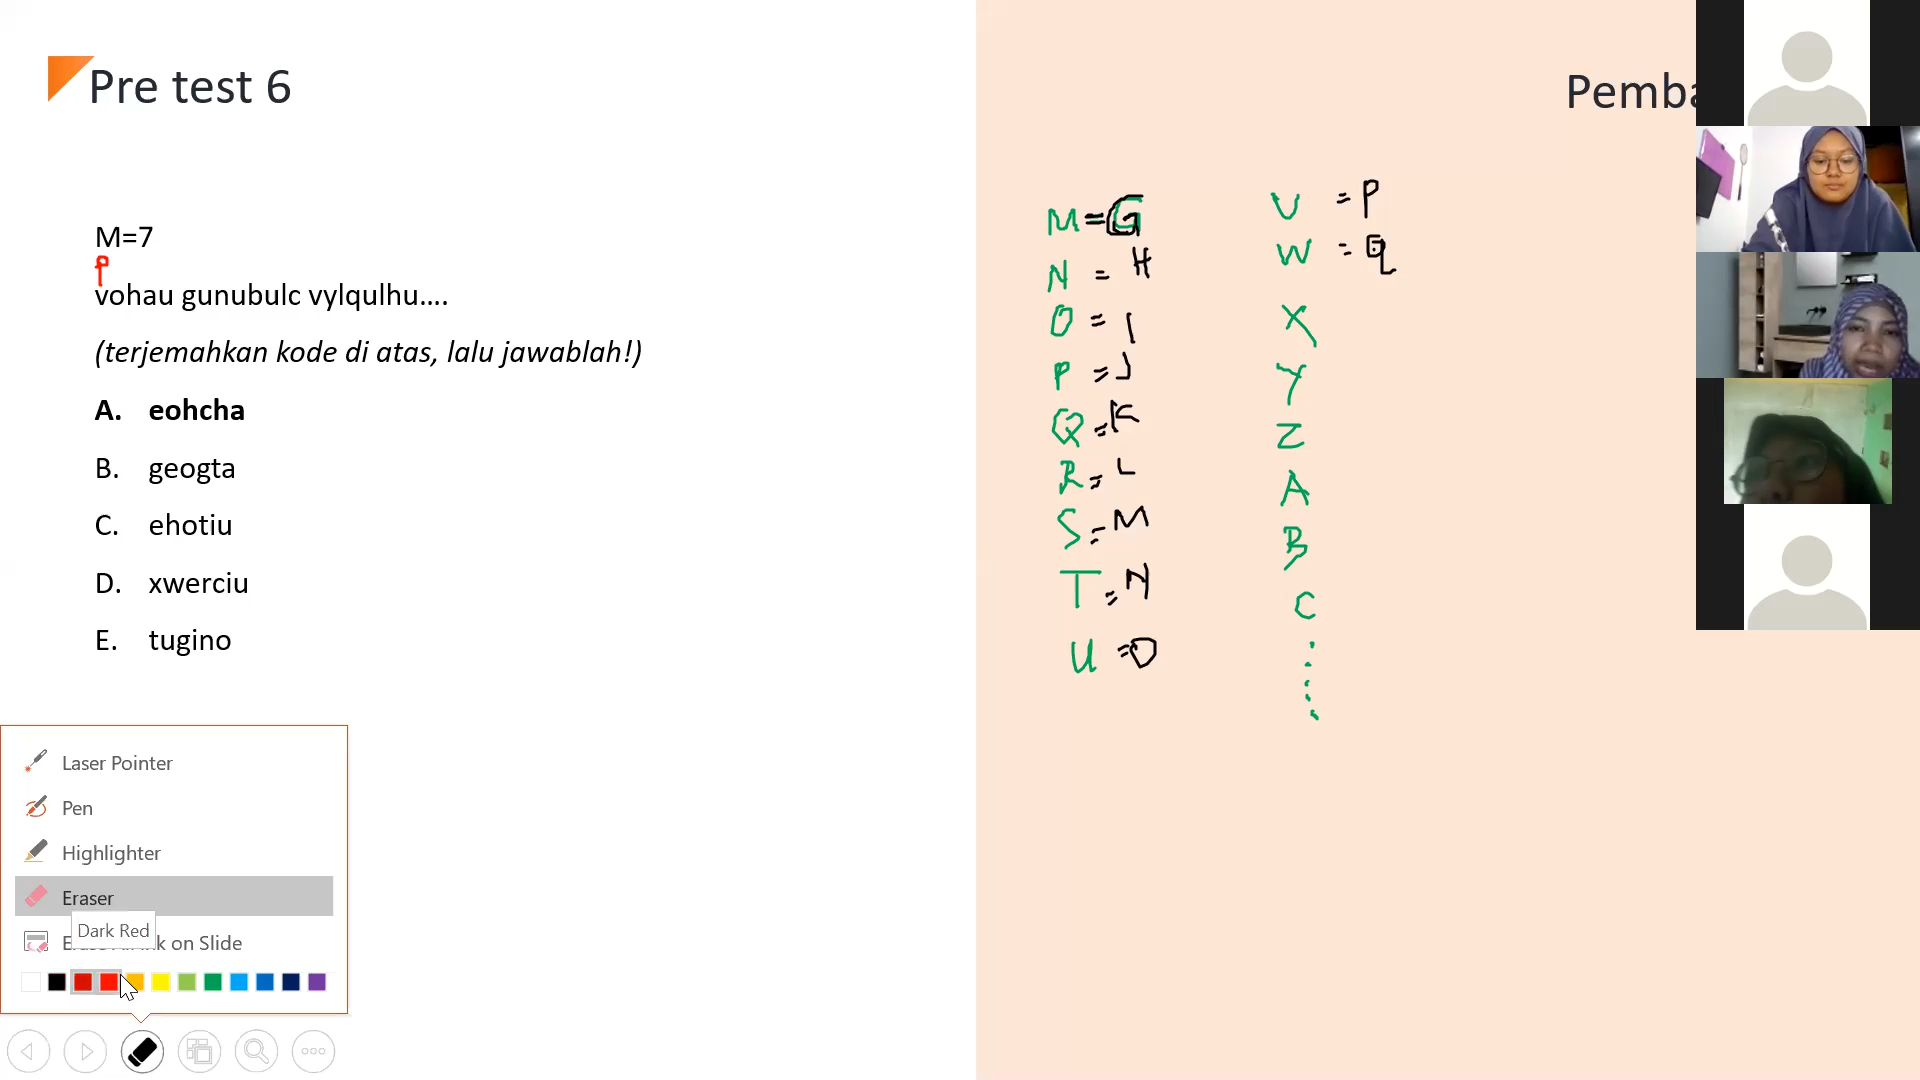 Pre test 6
Pemba
M=7
P
vohau gunubulc vylqulhu....
(terjemahkan kode di atas, lalu jawablah!)
A. eohcha
B. geogta
C. ehotiu
D. xwerciu
E. tugino
M = G
N = H
O = I
P = J
Q = K
R = L
S = M
T = N
U = O
V = P
W = Q
X
Y
Z
A
B
C
Laser Pointer
Pen
Highlighter
Eraser
Dark Red
k on Slide